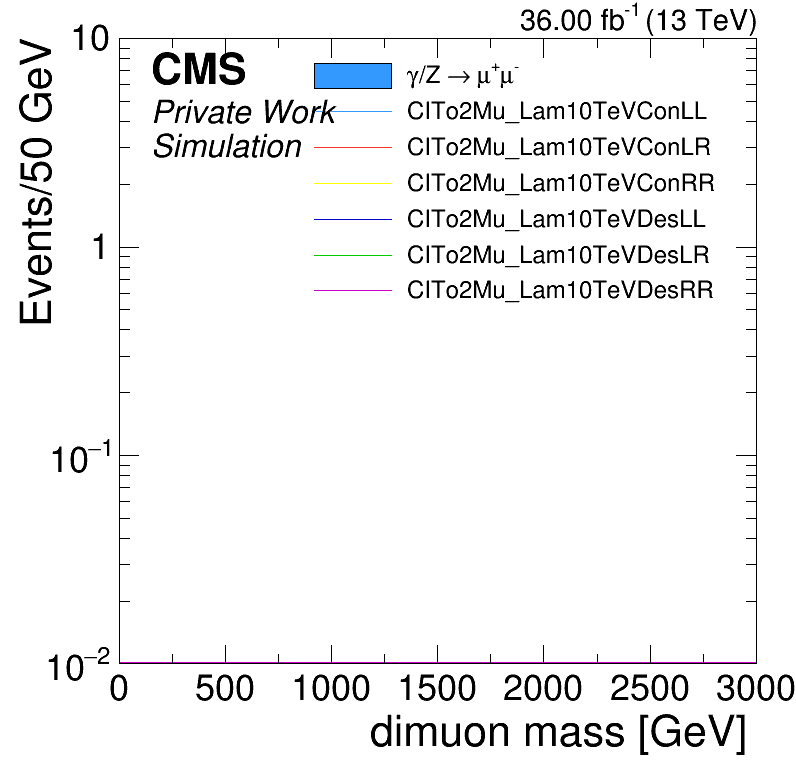 36.00 fb⁻¹ (13 TeV)
CMS
Private Work
Simulation
γ/Z → μ⁺μ⁻
CITo2Mu_Lam10TeVConLL
CITo2Mu_Lam10TeVConLR
CITo2Mu_Lam10TeVConRR
CITo2Mu_Lam10TeVDesLL
CITo2Mu_Lam10TeVDesLR
CITo2Mu_Lam10TeVDesRR
Events/50 GeV
10
1
10⁻¹
10⁻²
0 500 1000 1500 2000 2500 3000
dimuon mass [GeV]